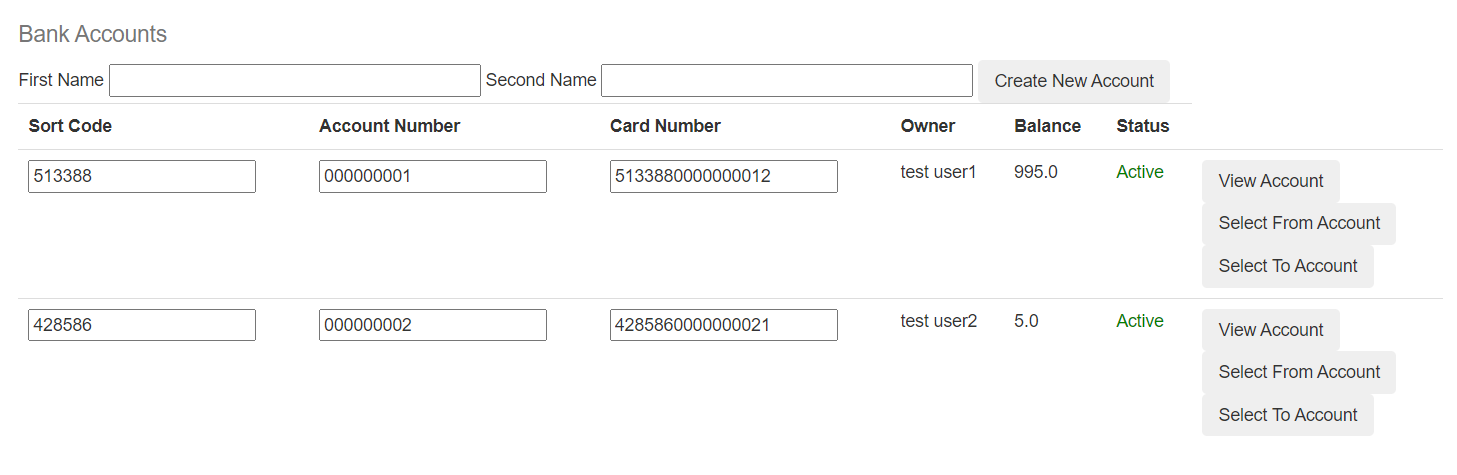 Bank Accounts
First Name Second Name Create New Account
Sort Code Account Number Card Number Owner Balance Status
513388 000000001 5133880000000012 test user1 995.0 Active View Account
Select From Account
Select To Account
428586 000000002 4285860000000021 test user2 5.0 Active View Account
Select From Account
Select To Account